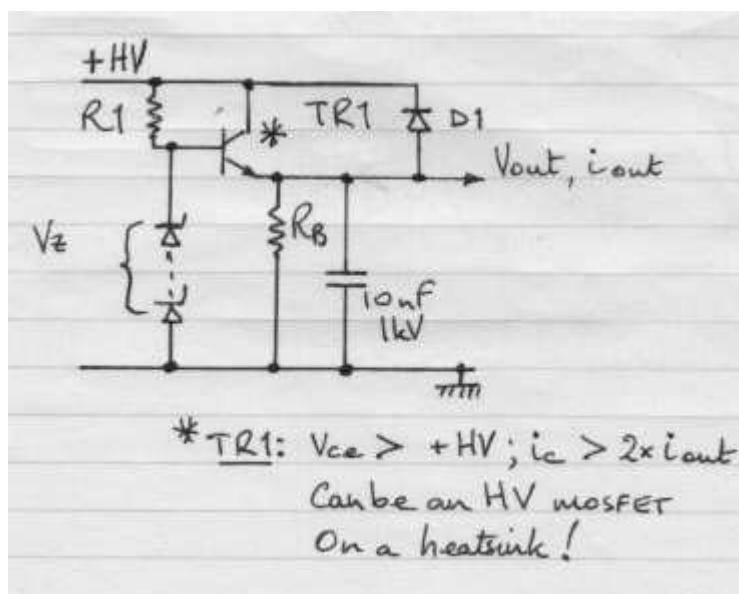 +HV
R1
TR1
D1
*
Vout, iout
Vz
RB
10nF
1kV
* TR1: Vce > +HV; ic > 2x iout
Can be an HV MOSFET
On a heatsink!